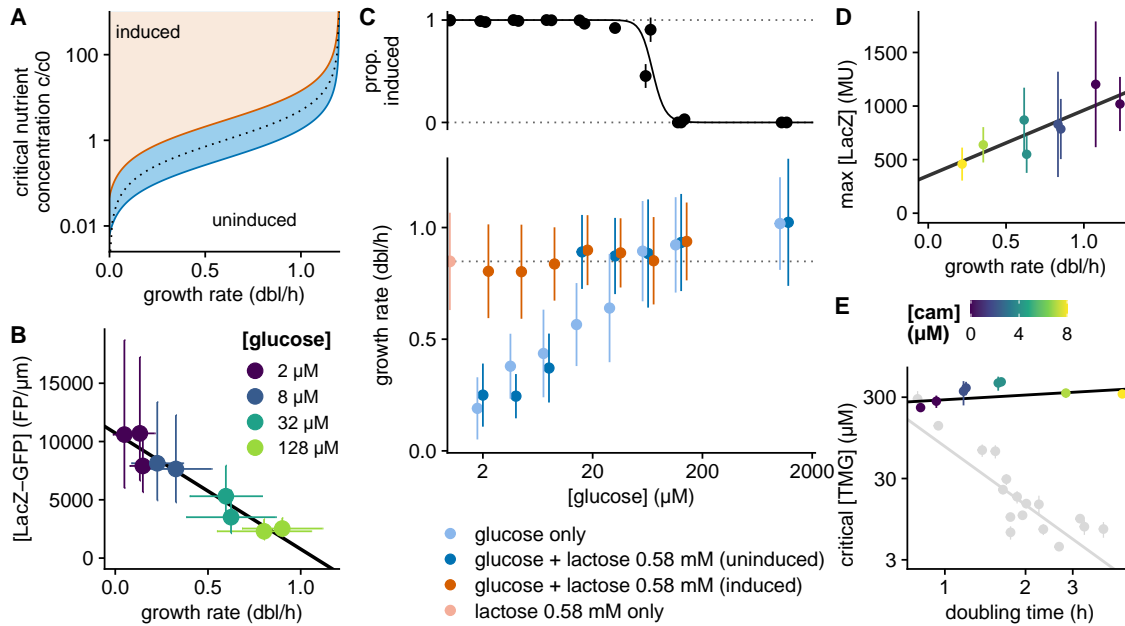 A
critical nutrient
concentration c/c0
100
1
0.01
induced
uninduced
0.0
0.5
1.0
growth rate (dbl/h)
B
[LacZ−GFP] (FP/µm)
15000
10000
5000
0
[glucose]
2 µM
8 µM
32 µM
128 µM
0.0
0.5
1.0
growth rate (dbl/h)
C
prop.
induced
1
0
growth rate (dbl/h)
1.0
0.5
0.0
2
20
200
2000
[glucose] (µM)
glucose only
glucose + lactose 0.58 mM (uninduced)
glucose + lactose 0.58 mM (induced)
lactose 0.58 mM only
D
max [LacZ] (MU)
1500
1000
500
0
0.0
0.5
1.0
growth rate (dbl/h)
E
[cam]
(µM)
0
4
8
critical [TMG] (µM)
300
30
3
1
2
3
doubling time (h)